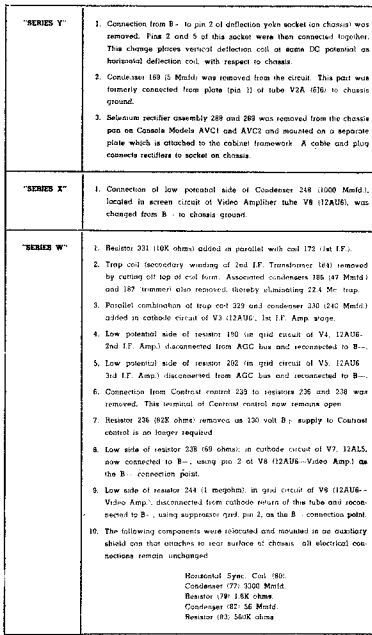 "SERIES Y"
1. Connection from B- to pin 2 of deflection yoke socket (on chassis) was
removed. Pins 2 and 5 of this socket were then connected together.
This change places vertical deflection coil at same DC potential as
horizontal deflection coil, with respect to chassis.
2. Condenser 169 (5 Mmfd) was removed from the circuit. This part was
formerly connected from plate (pin 1) of tube V2A (6J6) to chassis
ground.
3. Selenium rectifier assembly 288 and 289 was removed from the chassis
pan on Console Models AVC1 and AVC2 and mounted on a separate
plate which is attached to the cabinet framework. A cable and plug
connects rectifiers to socket on chassis.
"SERIES X"
1. Connection of low potential side of Condenser 248 (1000 Mmfd.),
located in screen circuit of Video Amplifier tube V8 (12AU6), was
changed from B- to chassis ground.
"SERIES W"
1. Resistor 331 (18K ohms) added in parallel with coil 172 (1st I.F.).
2. Trap coil (secondary winding of 2nd I.F. Transformer 184) removed
by cutting off top of coil form. Associated condensers 186 (47 Mmfd)
and 187 (trimmer) also removed, thereby eliminating 22.4 Mc. trap.
3. Parallel combination of trap coil 329 and condenser 330 (240 Mmfd.)
added in cathode circuit of V3 (12AU6), 1st I.F. Amp. stage.
4. Low potential side of resistor 190 (in grid circuit of V4, 12AU6-
2nd I.F. Amp.) disconnected from AGC bus and reconnected to B-.
5. Low potential side of resistor 202 (in grid circuit of V5, 12AU6
3rd I.F. Amp.) disconnected from AGC bus and reconnected to B-.
6. Connection from Contrast control 239 to resistors 236 and 238 was
removed. This terminal of Contrast control now remains open
7. Resistor 236 (82K ohms) removed as 130 volt B+ supply to Contrast
control is no longer required
8. Low side of resistor 238 (69 ohms), in cathode circuit of V7, 12AL5,
now connected to B-, using pin 2 of V8 (12AU6—Video Amp.) as
the B- connection point.
9. Low side of resistor 244 (1 megohm), in grid circuit of V8 (12AU6--
Video Amp.), disconnected from cathode return of this tube and recon-
nected to B-, using suppressor grid, pin 2, as the B- connection point.
10. The following components were relocated and mounted in an auxiliary
shield can that attaches to rear surface of chassis, all electrical con-
nections remain unchanged
Horizontal Sync. Coil (80).
Condenser (77) 3300 Mmfd.
Resistor (79) 1.8K ohms.
Condenser (82) 56 Mmfd.
Resistor (83) 560K ohms